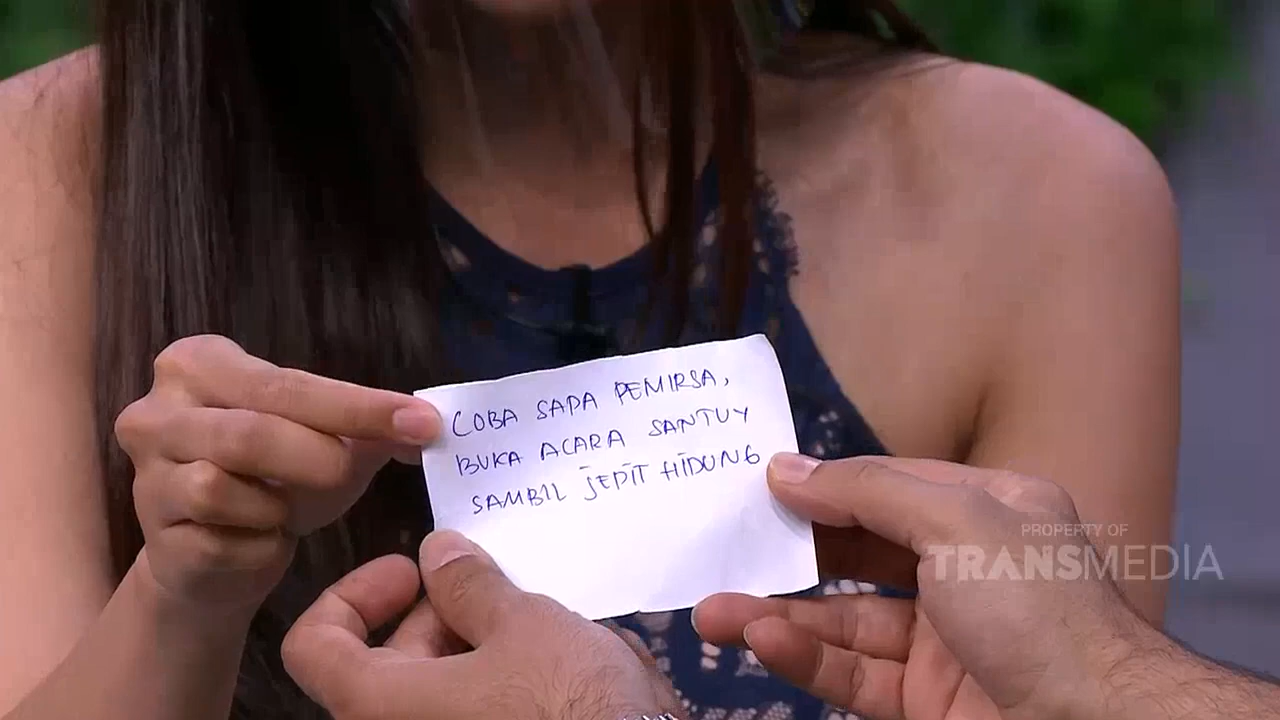 COBA SAPA PEMIRSA,
BUKA ACARA SANTUY
SAMBIL JEPIT HIDUNG
PROPERTY OF
TRANSMEDIA